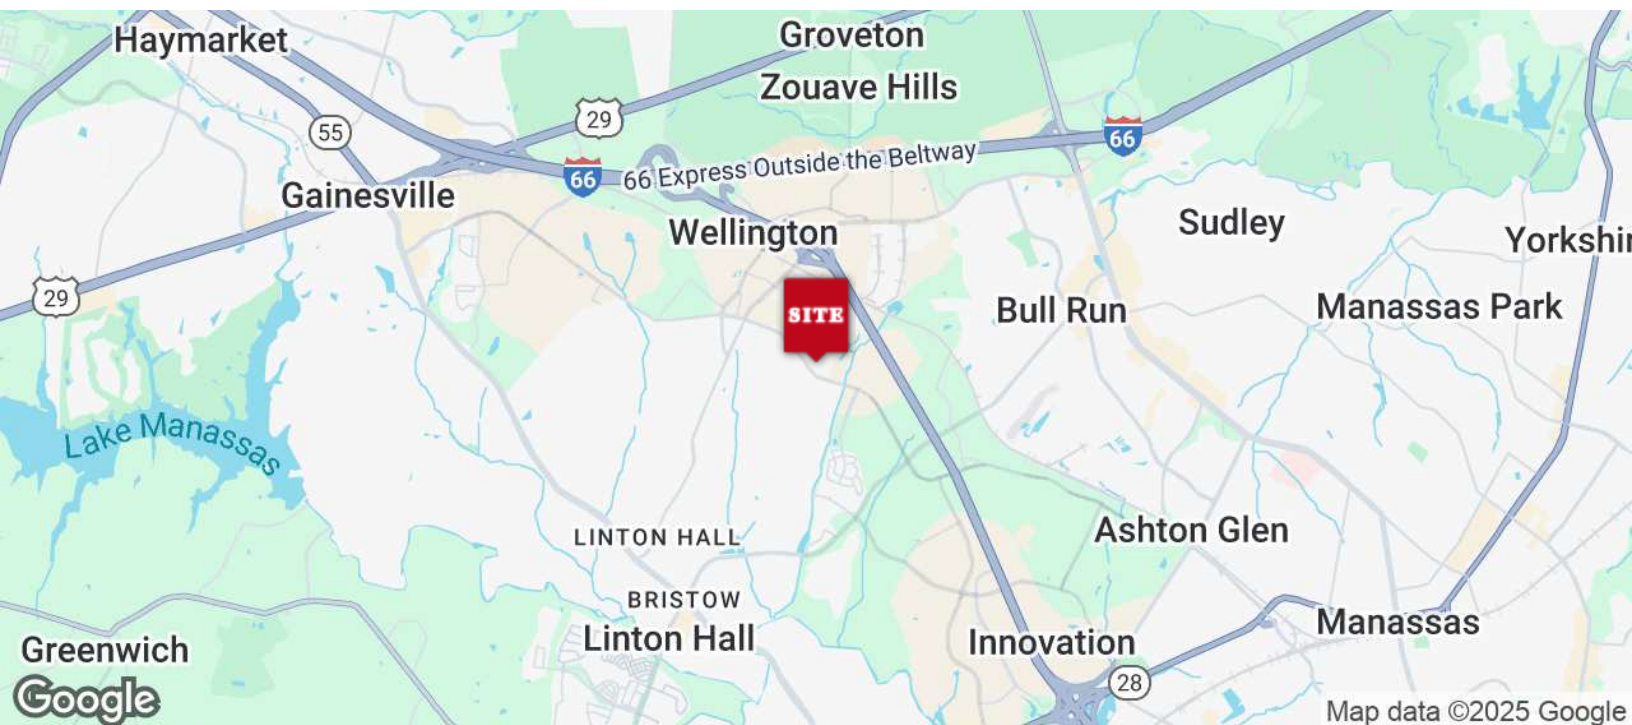 Haymarket
Groveton
Zouave Hills
29
55
66
66 Express Outside the Beltway
66
Gainesville
Wellington
Sudley
Yorkshir
29
SITE
Bull Run
Manassas Park
Lake Manassas
LINTON HALL
Ashton Glen
BRISTOW
Linton Hall
Innovation
Manassas
Greenwich
28
Google
Map data ©2025 Google